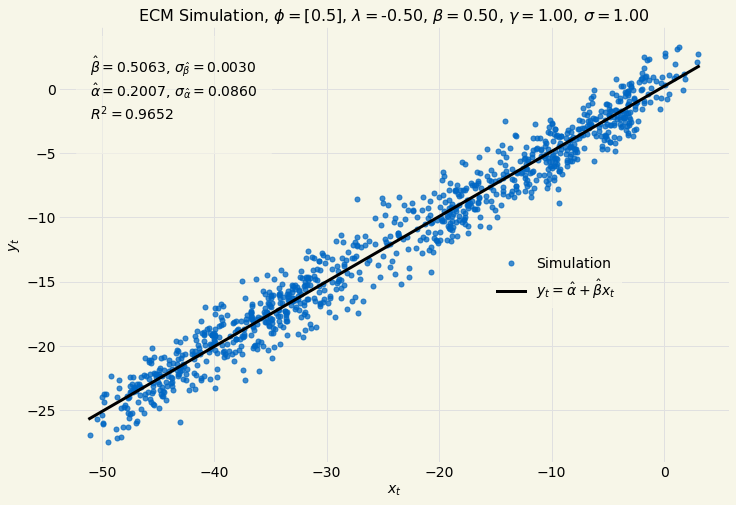 ECM Simulation, ϕ = [0.5], λ = -0.50, β = 0.50, γ = 1.00, σ = 1.00
β̂ = 0.5063, σ_β̂ = 0.0030
α̂ = 0.2007, σ_α̂ = 0.0860
R² = 0.9652
0
−5
−10
−15
−20
−25
y_t
Simulation
y_t = α̂ + β̂x_t
−50
−40
−30
−20
−10
0
x_t